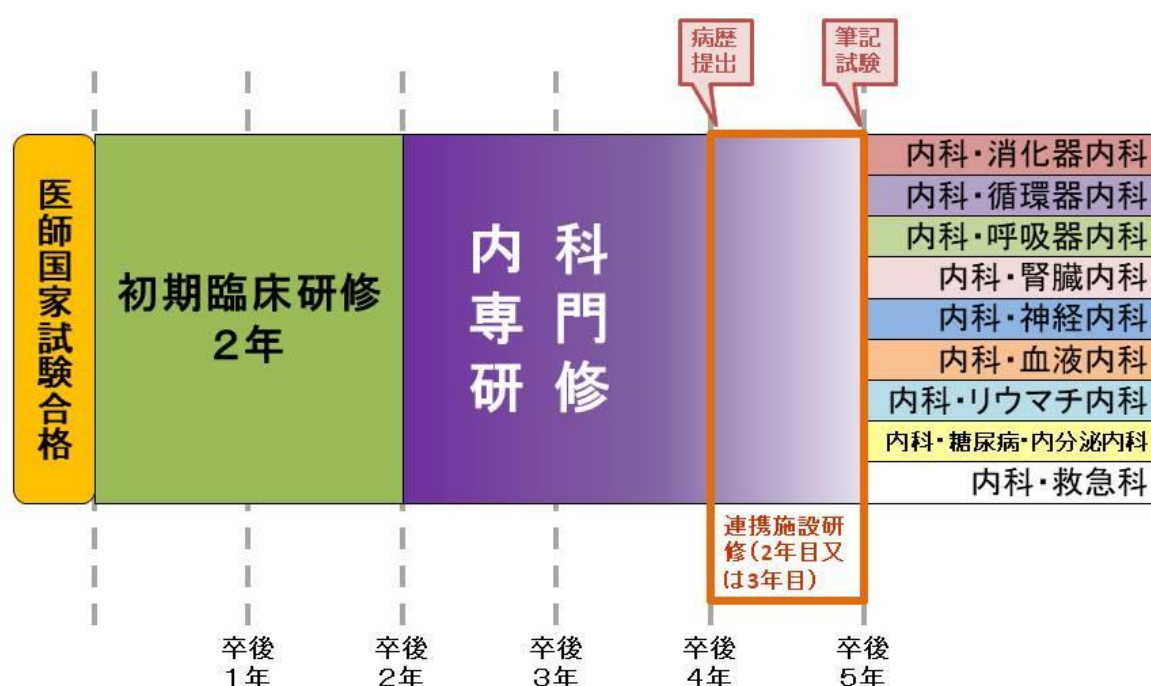 病歴
提出
筆記
試験
医師国家試験合格
初期臨床研修
２年
内科
専門
研修
内科・消化器内科
内科・循環器内科
内科・呼吸器内科
内科・腎臓内科
内科・神経内科
内科・血液内科
内科・リウマチ内科
内科・糖尿病・内分泌内科
内科・救急科
連携施設研
修(2年目又
は3年目)
卒後
１年
卒後
２年
卒後
３年
卒後
４年
卒後
５年